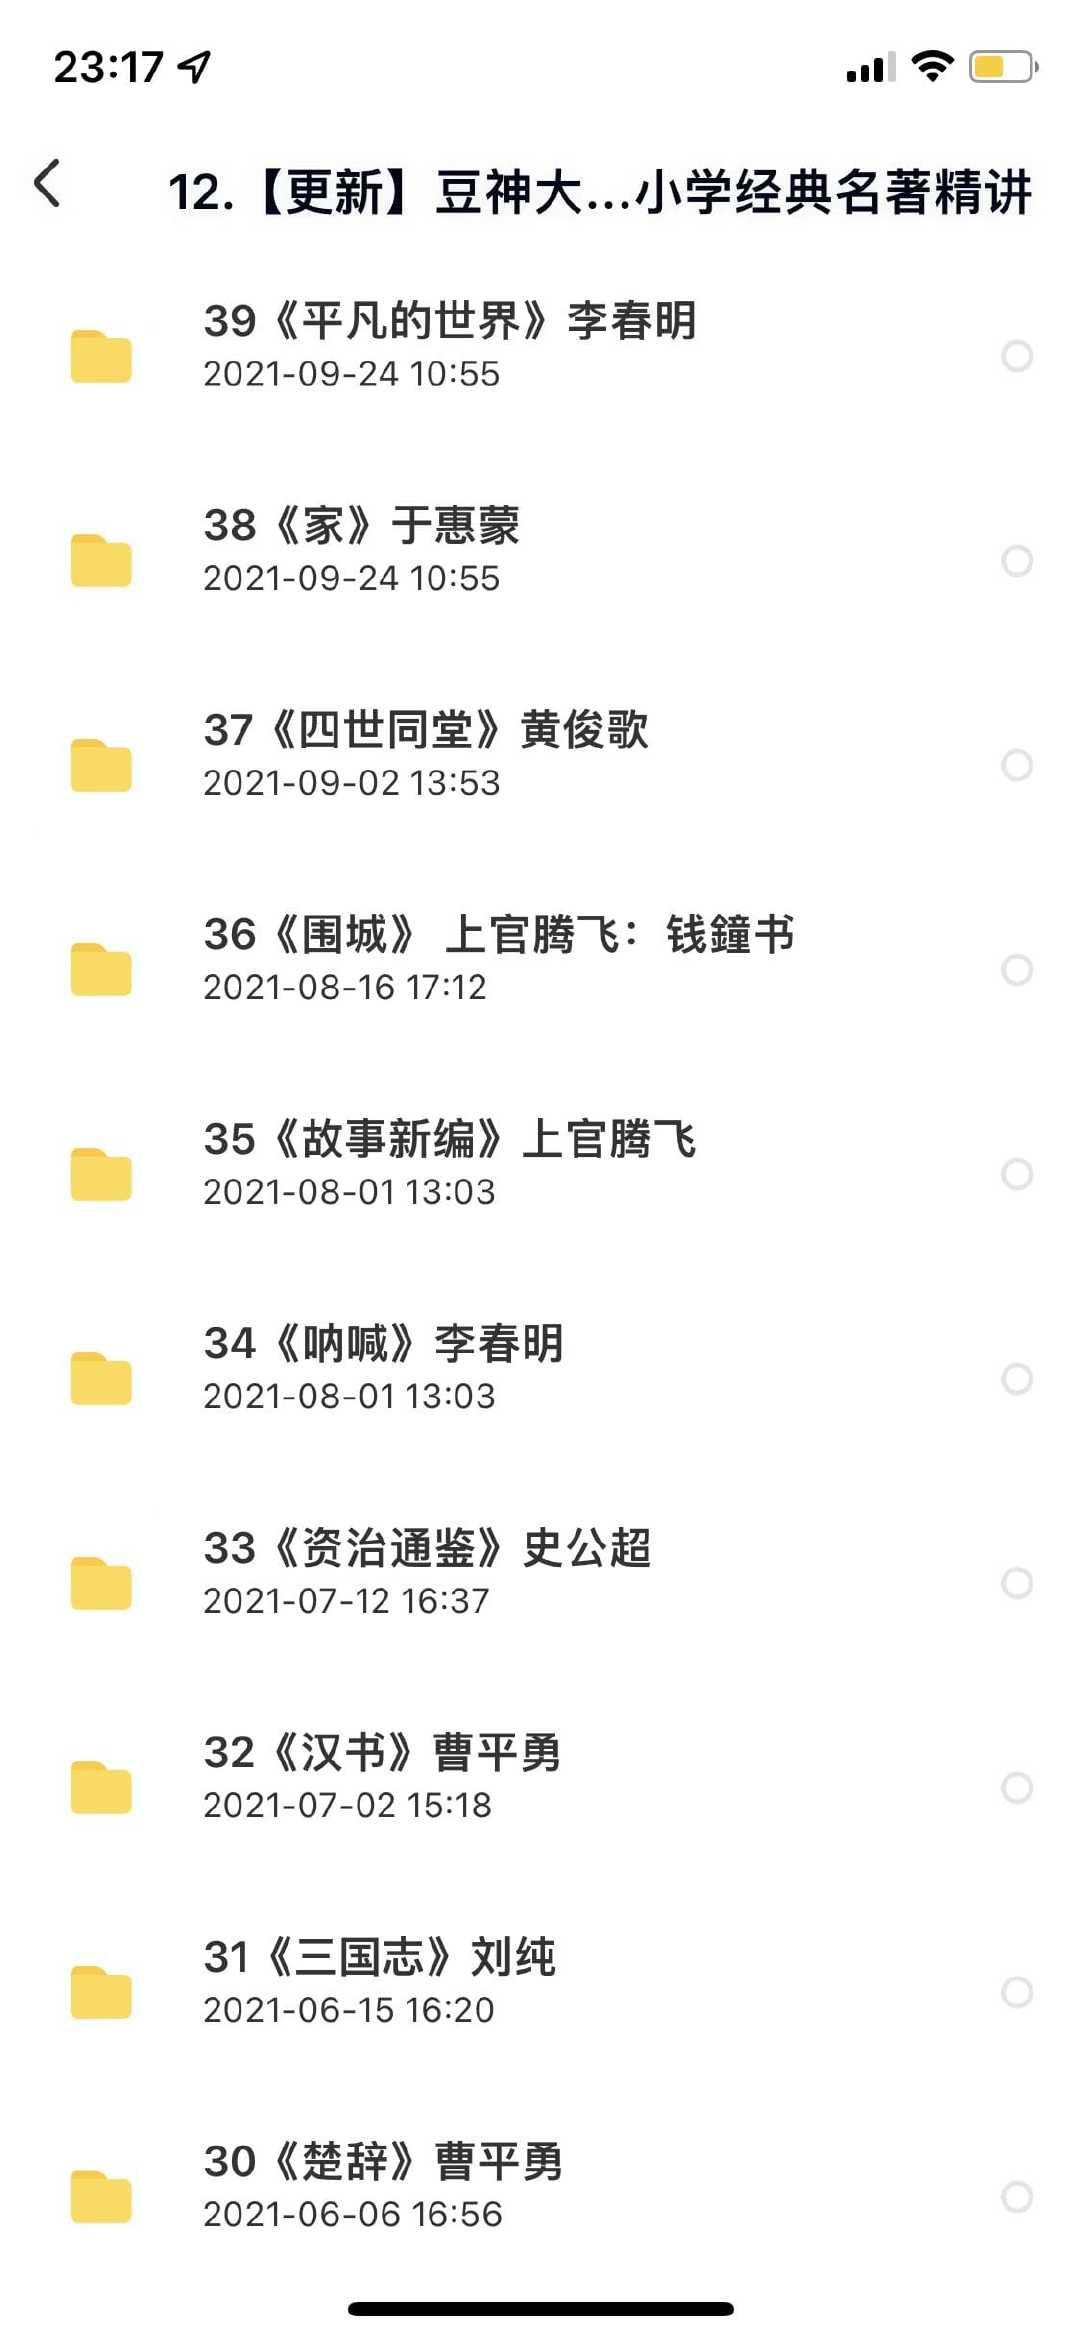 23:17
12.【更新】豆神大...小学经典名著精讲
39《平凡的世界》李春明
2021-09-24 10:55
38《家》于惠蒙
2021-09-24 10:55
37《四世同堂》黄俊歌
2021-09-02 13:53
36《围城》 上官腾飞：钱鐘书
2021-08-16 17:12
35《故事新编》上官腾飞
2021-08-01 13:03
34《呐喊》李春明
2021-08-01 13:03
33《资治通鉴》史公超
2021-07-12 16:37
32《汉书》曹平勇
2021-07-02 15:18
31《三国志》刘纯
2021-06-15 16:20
30《楚辞》曹平勇
2021-06-06 16:56